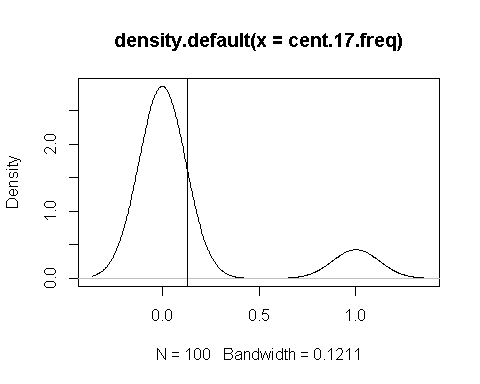 density.default(x = cent.17.freq)
Density
2.0
1.0
0.0
0.0 0.5 1.0
N = 100 Bandwidth = 0.1211